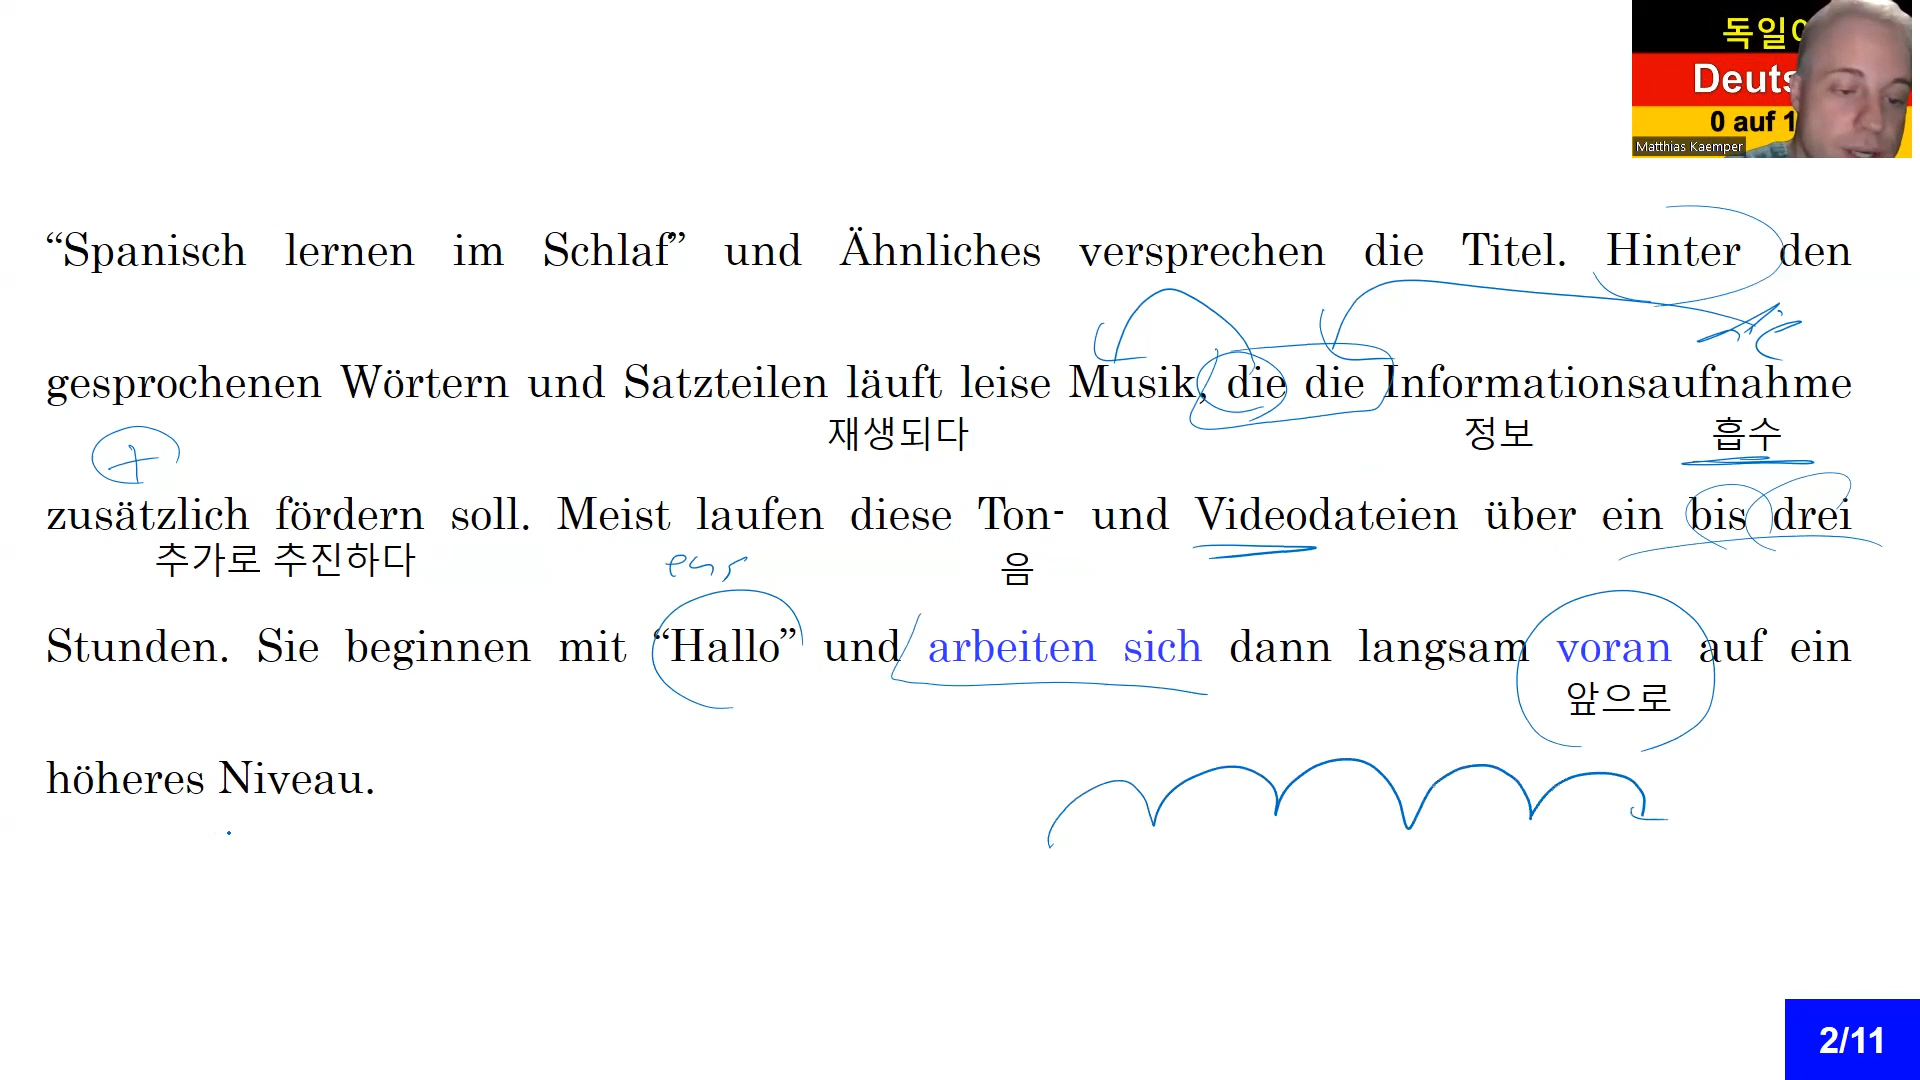 독일어
Deuts
0 auf 1
Matthias Kaemper
“Spanisch lernen im Schlaf” und Ähnliches versprechen die Titel. Hinter den
gesprochenen Wörtern und Satzteilen läuft leise Musik, die die Informationsaufnahme
재생되다 정보 흡수
zusätzlich fördern soll. Meist laufen diese Ton- und Videodateien über ein bis drei
추가로 추진하다 음
Stunden. Sie beginnen mit “Hallo” und arbeiten sich dann langsam voran auf ein
앞으로
höheres Niveau.
2/11